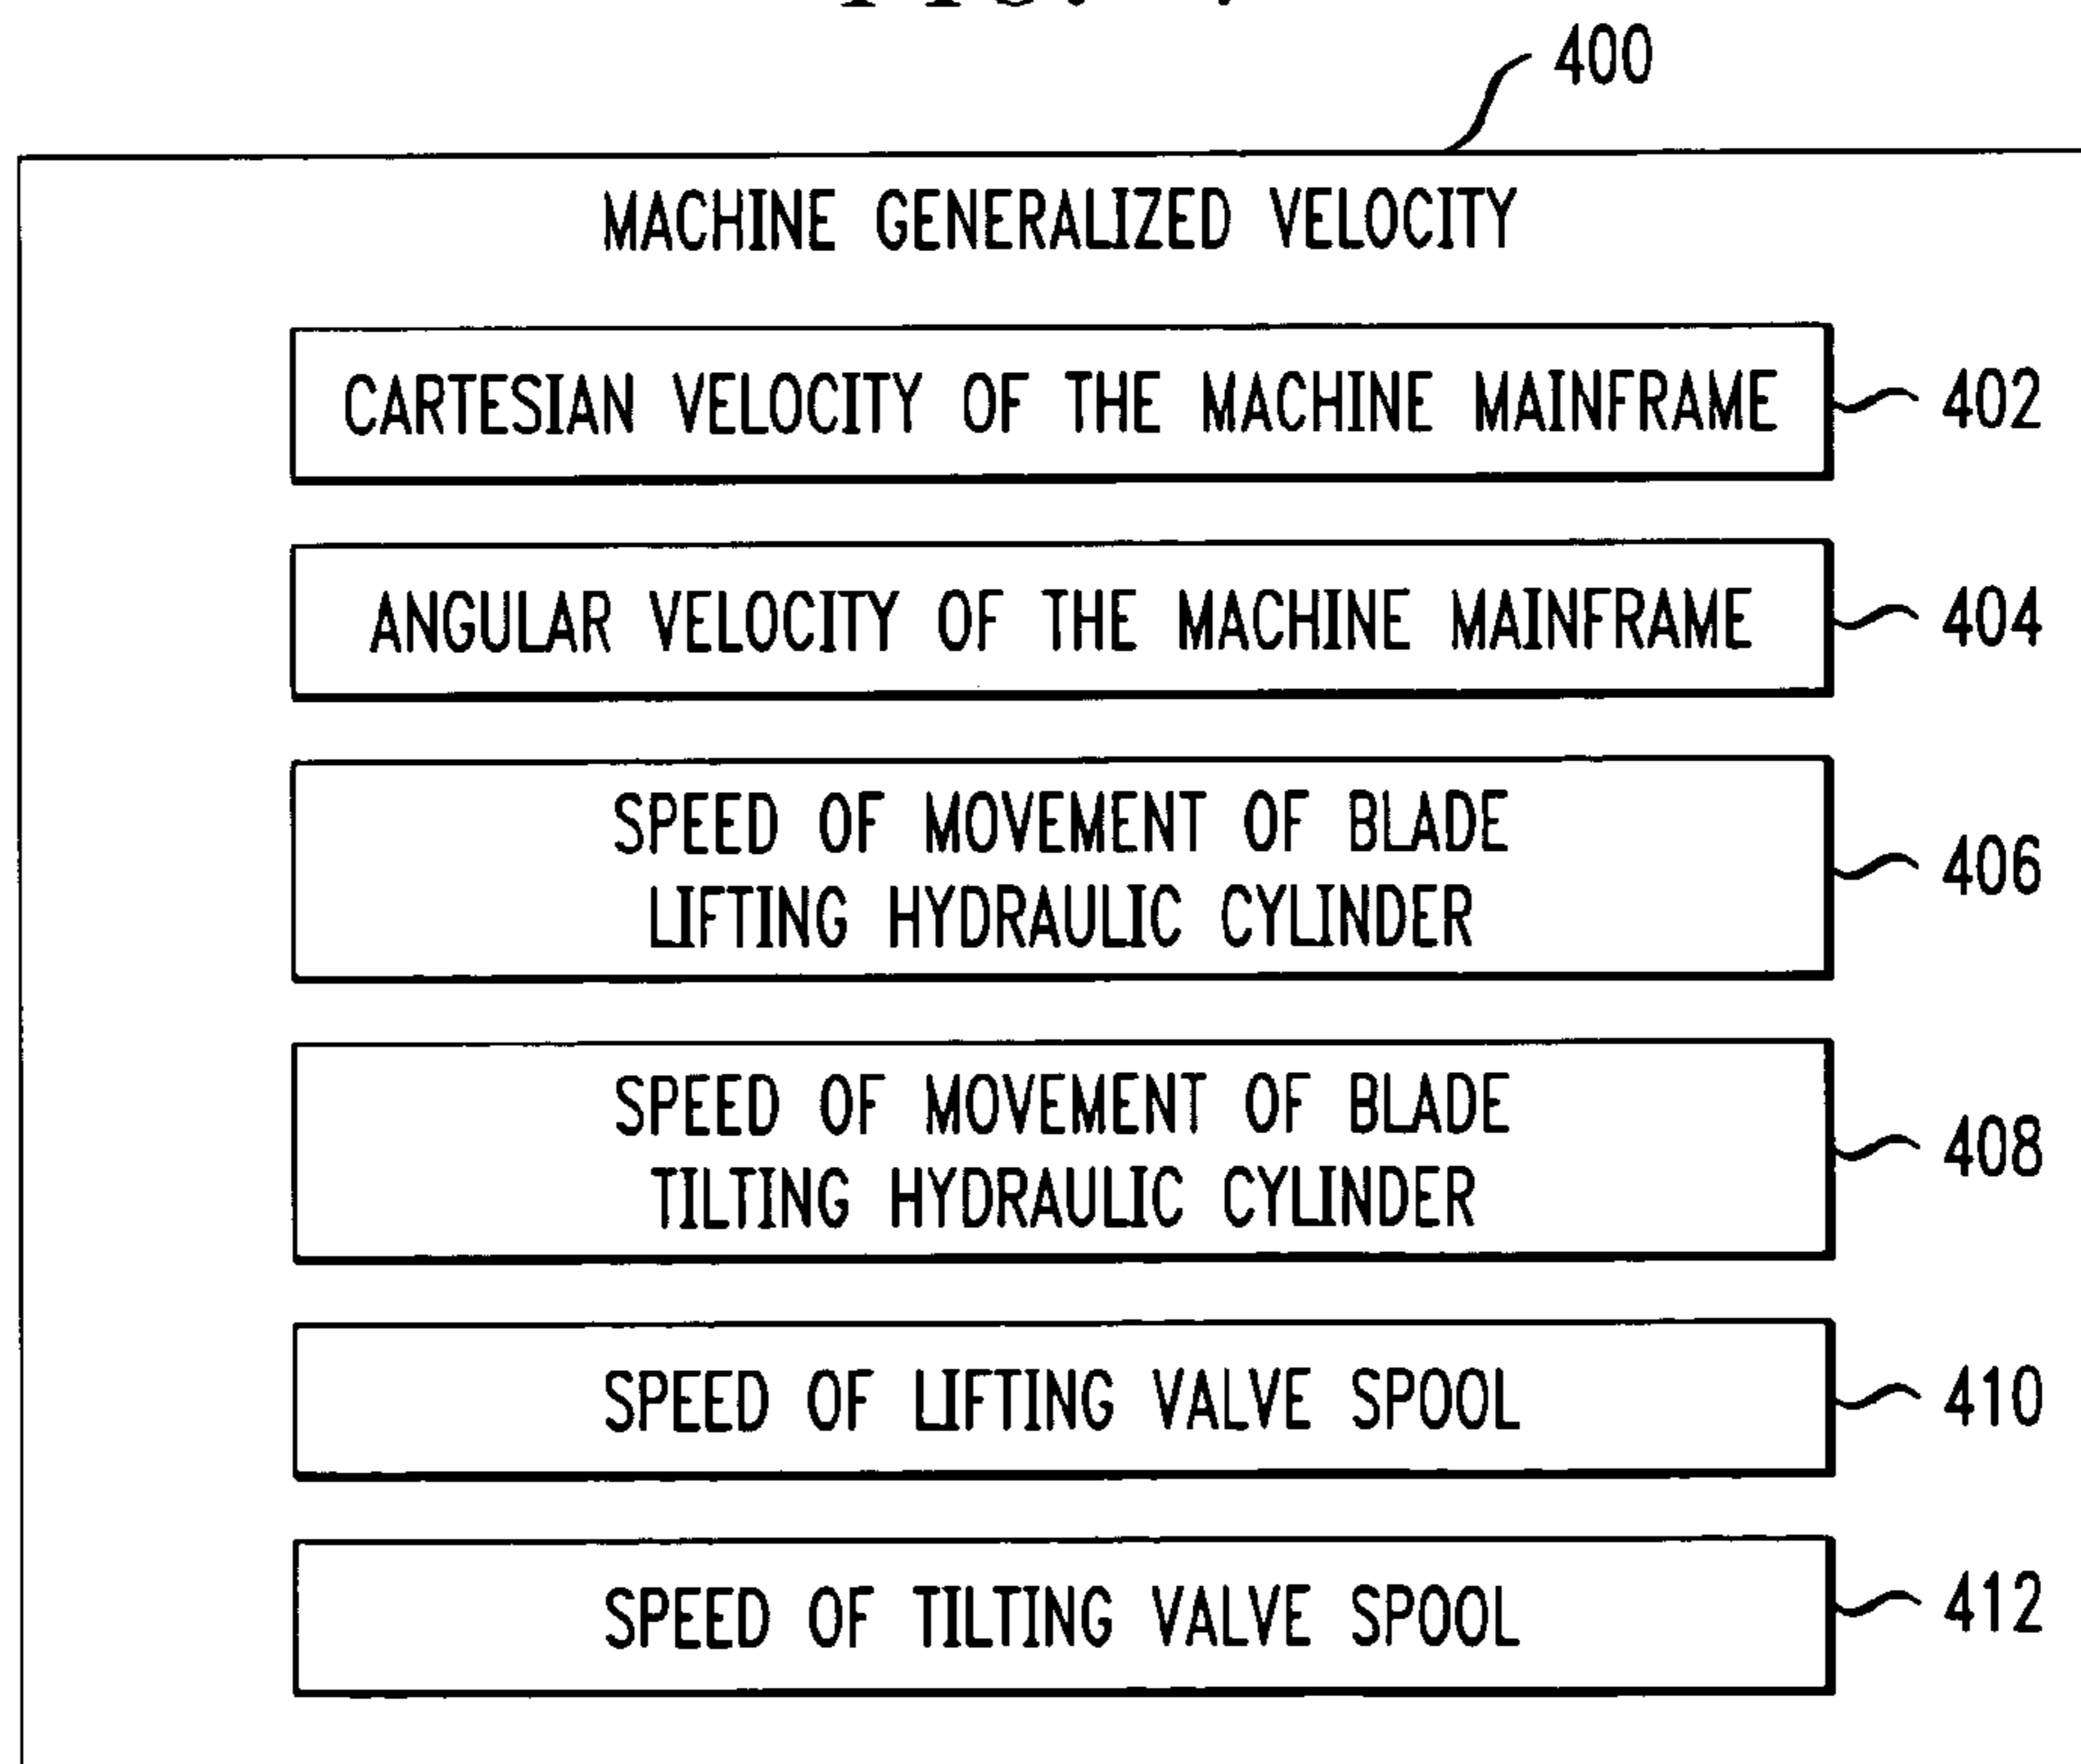 400
MACHINE GENERALIZED VELOCITY
CARTESIAN VELOCITY OF THE MACHINE MAINFRAME
402
ANGULAR VELOCITY OF THE MACHINE MAINFRAME
404
SPEED OF MOVEMENT OF BLADE
LIFTING HYDRAULIC CYLINDER
406
SPEED OF MOVEMENT OF BLADE
TILTING HYDRAULIC CYLINDER
408
SPEED OF LIFTING VALVE SPOOL
410
SPEED OF TILTING VALVE SPOOL
412